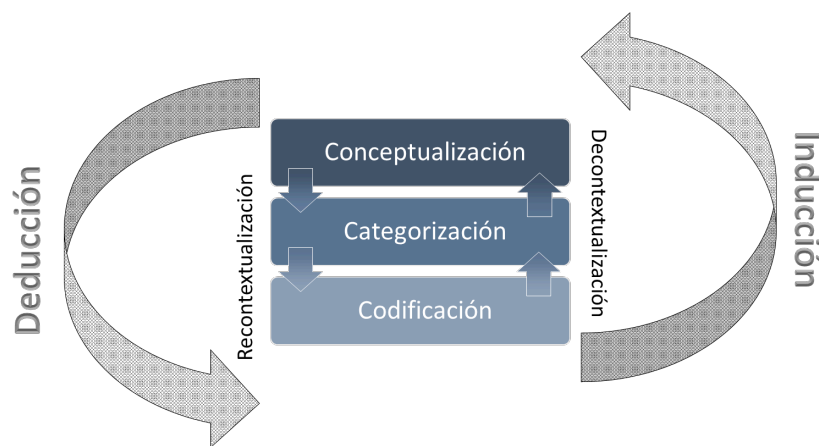 Deducción
Recontextualización
Conceptualización
Categorización
Codificación
Decontextualización
Inducción